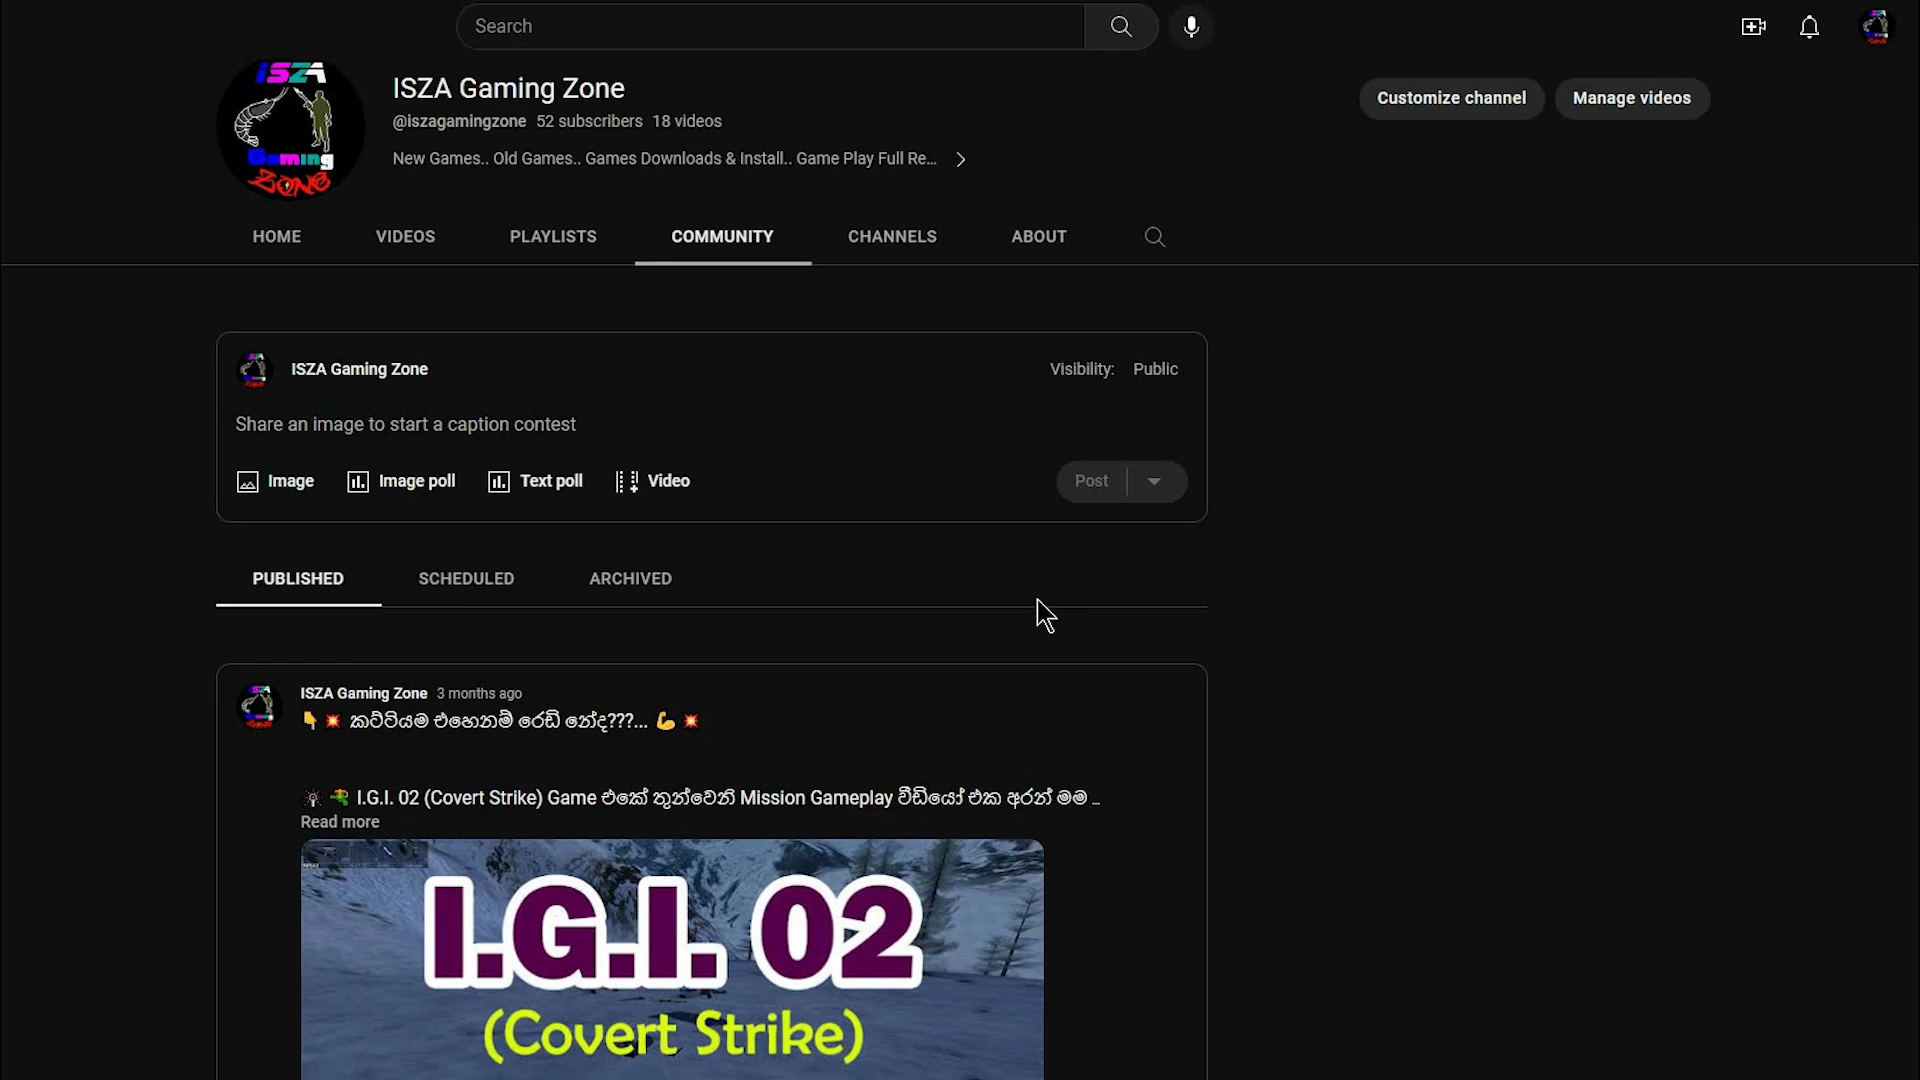 Search
ISZA
Gaming
ZONE
ISZA Gaming Zone
@iszagamingzone 52 subscribers 18 videos
New Games.. Old Games.. Games Downloads & Install.. Game Play Full Re...
Customize channel
Manage videos
HOME
VIDEOS
PLAYLISTS
COMMUNITY
CHANNELS
ABOUT
ISZA Gaming Zone
Visibility: Public
Share an image to start a caption contest
Image
Image poll
Text poll
Video
Post
PUBLISHED
SCHEDULED
ARCHIVED
ISZA Gaming Zone 3 months ago
👇💥 කට්ටියම එහෙනම් රෙඩි නේද???... 💪💥
I.G.I. 02 (Covert Strike) Game එකේ තුන්වෙනි Mission Gameplay වීඩියෝ එක අරන් මම ...
Read more
I.G.I. 02
(Covert Strike)